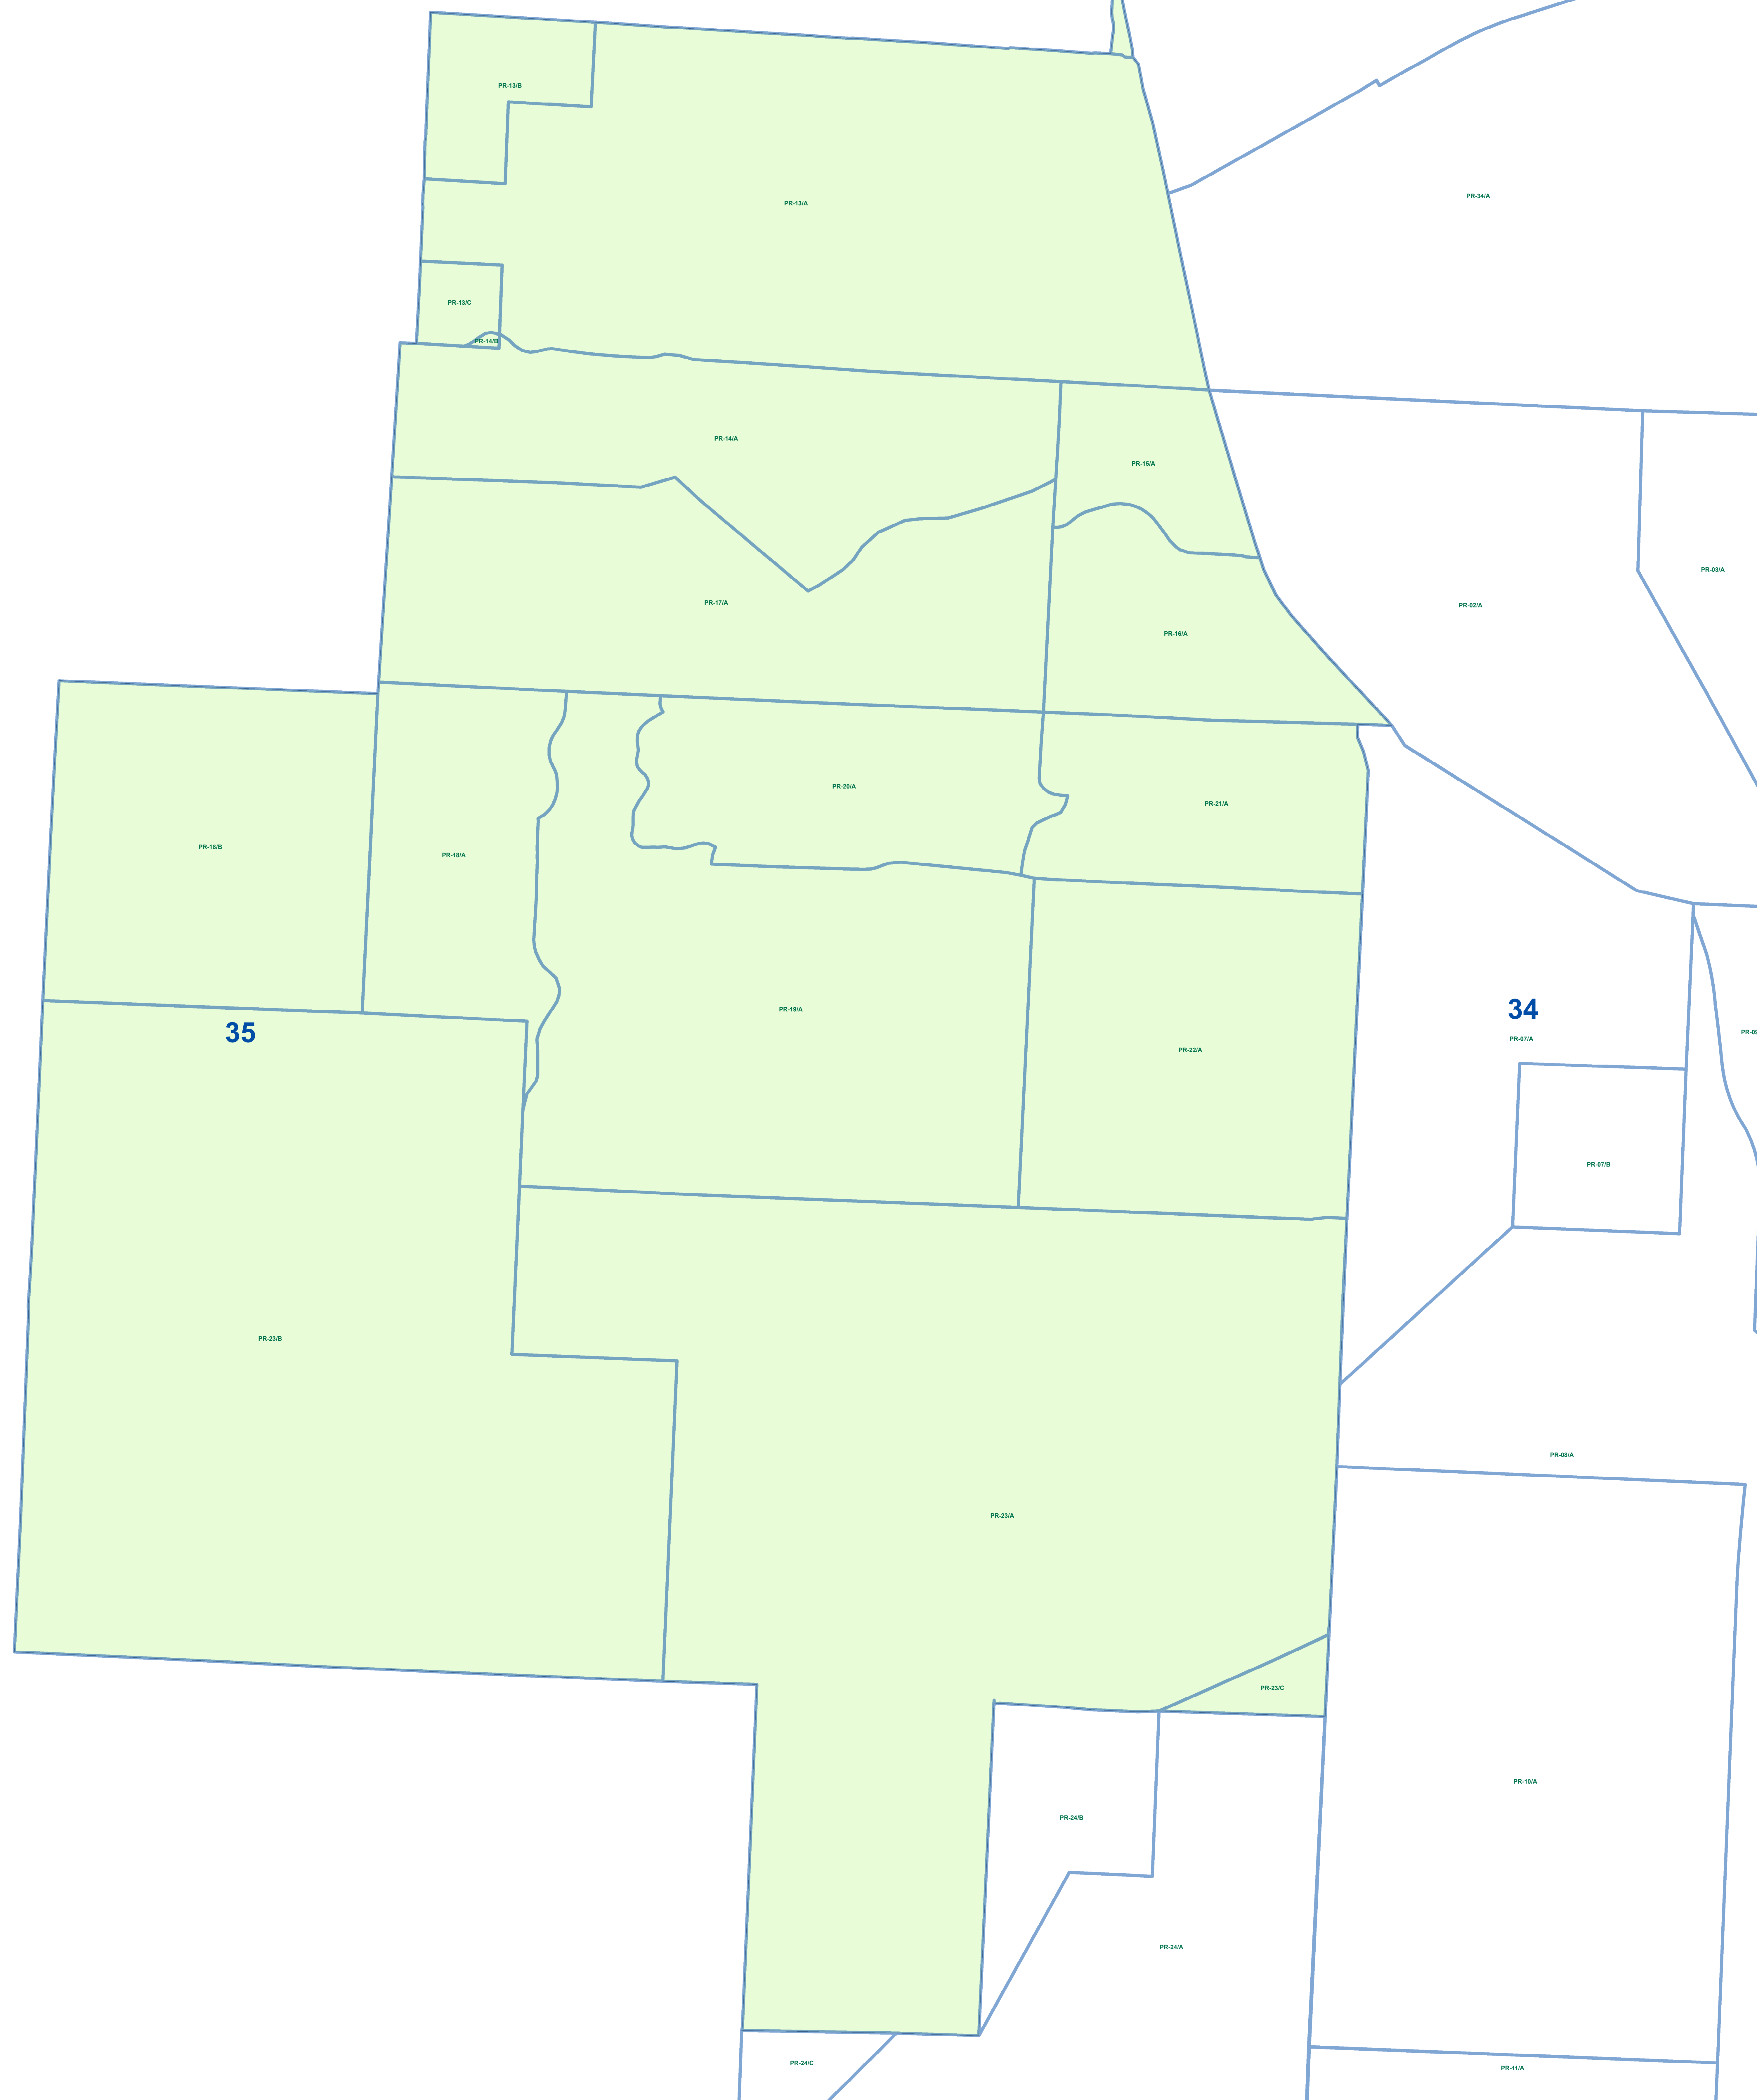 PR-13/B
PR-34/A
PR-13/A
PR-13/C
PR-14/B
PR-14/A
PR-15/A
PR-03/A
PR-17/A
PR-02/A
PR-16/A
PR-20/A
PR-21/A
PR-18/B
PR-18/A
PR-19/A
34
35
PR-09
PR-07/A
PR-22/A
PR-07/B
PR-23/B
PR-08/A
PR-23/A
PR-23/C
PR-10/A
PR-24/B
PR-24/A
PR-24/C
PR-11/A